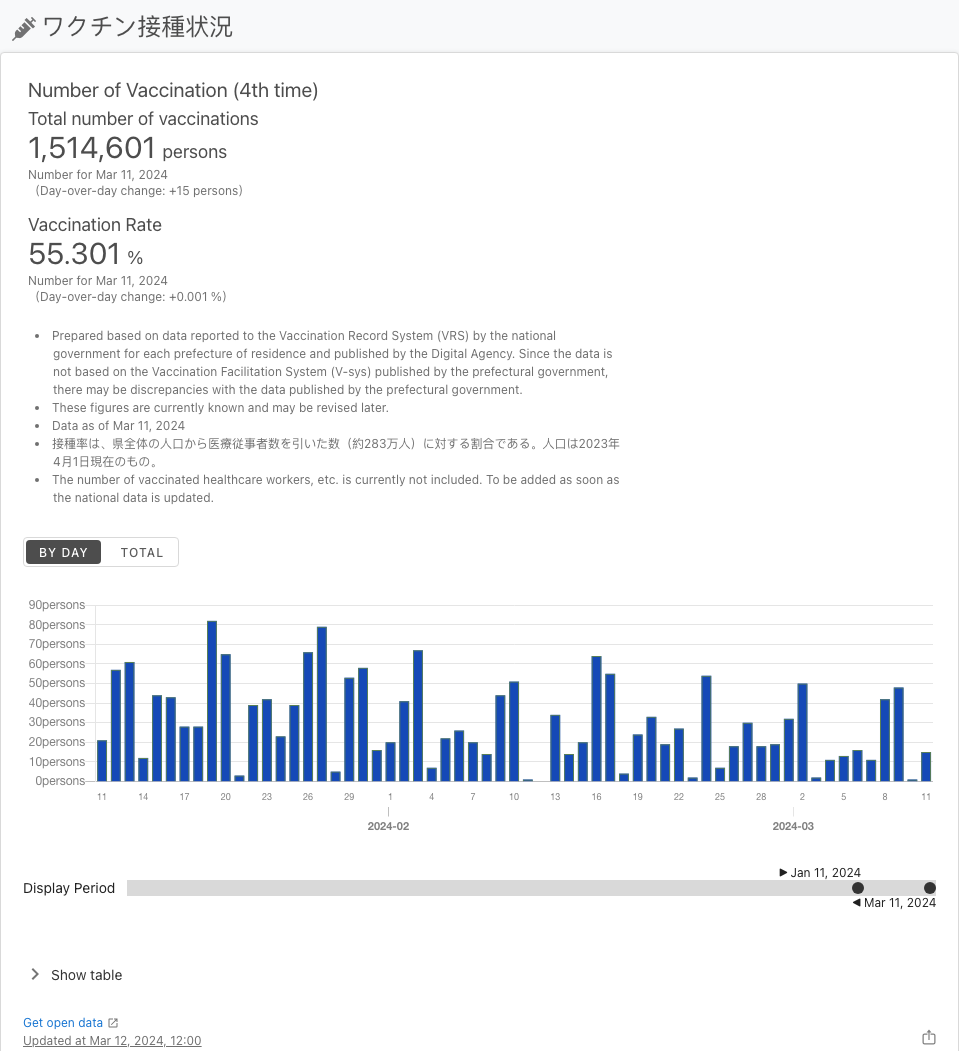 ワクチン接種状況
Number of Vaccination (4th time)
Total number of vaccinations
1,514,601 persons
Number for Mar 11, 2024
(Day-over-day change: +15 persons)
Vaccination Rate
55.301 %
Number for Mar 11, 2024
(Day-over-day change: +0.001 %)
• Prepared based on data reported to the Vaccination Record System (VRS) by the national
government for each prefecture of residence and published by the Digital Agency. Since the data is
not based on the Vaccination Facilitation System (V-sys) published by the prefectural government,
there may be discrepancies with the data published by the prefectural government.
• These figures are currently known and may be revised later.
• Data as of Mar 11, 2024
• 接種率は、県全体の人口から医療従事者数を引いた数（約283万人）に対する割合である。人口は2023年
4月1日現在のもの。
• The number of vaccinated healthcare workers, etc. is currently not included. To be added as soon as
the national data is updated.
BY DAY TOTAL
90persons
80persons
70persons
60persons
50persons
40persons
30persons
20persons
10persons
0persons
11 14 17 20 23 26 29 1 4 7 10 13 16 19 22 25 28 2 5 8 11
2024-02 2024-03
Jan 11, 2024
Display Period
Mar 11, 2024
Show table
Get open data
Updated at Mar 12, 2024, 12:00